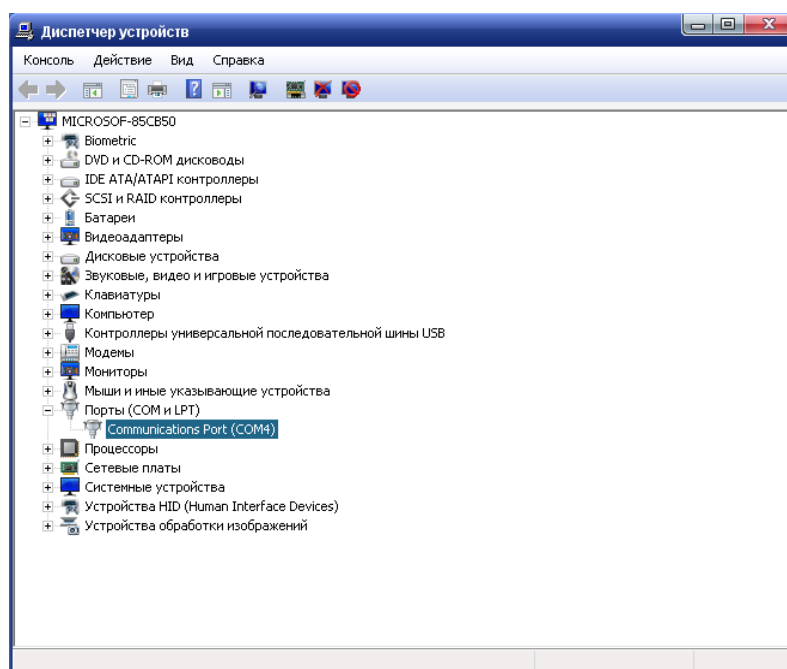 Диспетчер устройств
Консоль Действие Вид Справка
MICROSOF-85CB50
Biometric
DVD и CD-ROM дисководы
IDE ATA/ATAPI контроллеры
SCSI и RAID контроллеры
Батареи
Видеоадаптеры
Дисковые устройства
Звуковые, видео и игровые устройства
Клавиатуры
Компьютер
Контроллеры универсальной последовательной шины USB
Модемы
Мониторы
Мыши и иные указывающие устройства
Порты (COM и LPT)
Communications Port (COM4)
Процессоры
Сетевые платы
Системные устройства
Устройства HID (Human Interface Devices)
Устройства обработки изображений